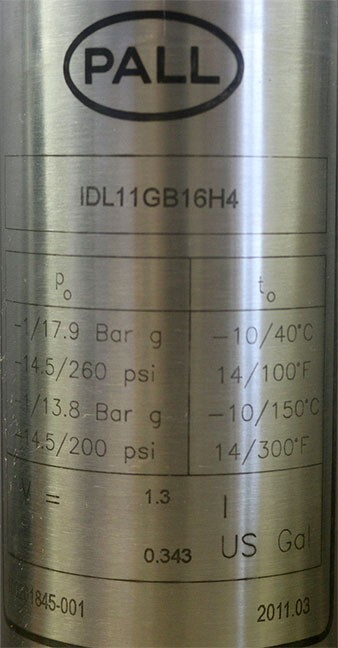 PALL
IDL11GB16H4
po to
-1/17.9 Bar g -10/40°C
-14.5/260 psi 14/100°F
-1/13.8 Bar g -10/150°C
-14.5/200 psi 14/300°F
V = 1.3 l
0.343 US Gal
1845-001 2011.03